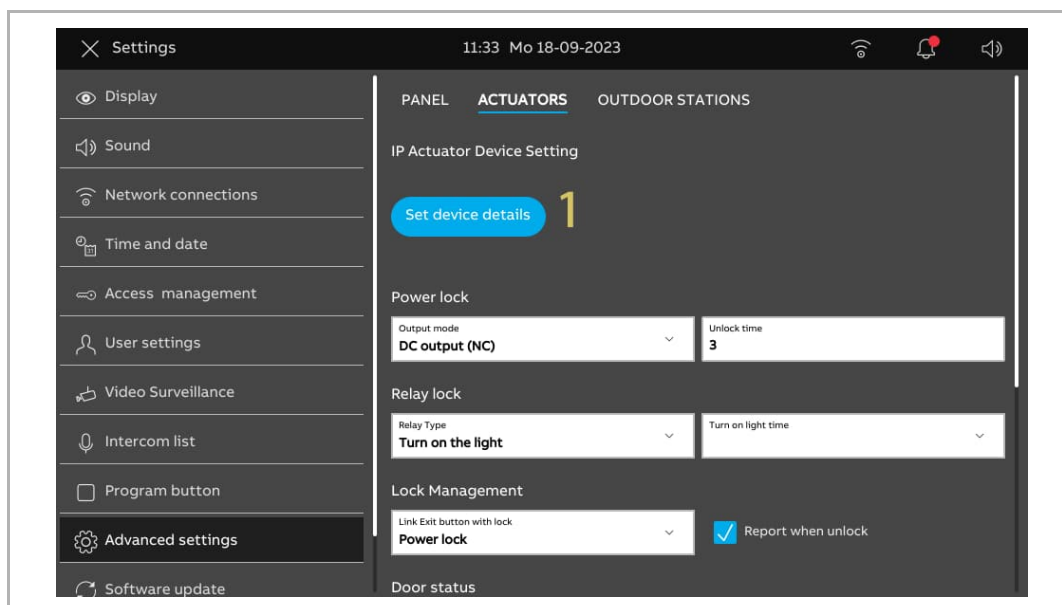 Settings
11:33 Mo 18-09-2023
Display
Sound
Network connections
Time and date
Access management
User settings
Video Surveillance
Intercom list
Program button
Advanced settings
Software update
PANEL ACTUATORS OUTDOOR STATIONS
IP Actuator Device Setting
Set device details
1
Power lock
Output mode
DC output (NC)
Unlock time
3
Relay lock
Relay Type
Turn on the light
Turn on light time
Lock Management
Link Exit button with lock
Power lock
Report when unlock
Door status